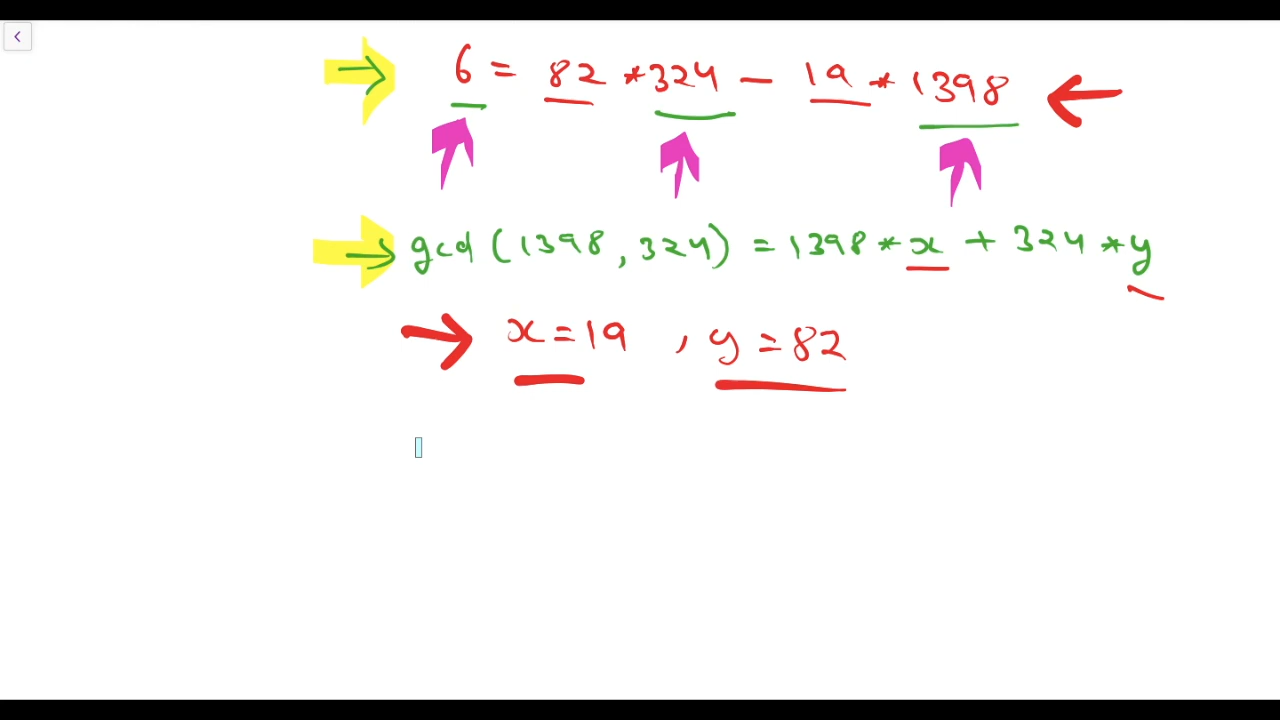 6 = 82 * 324 - 19 * 1398
gcd (1398, 324) = 1398 * x + 324 * y
x = 19 , y = 82